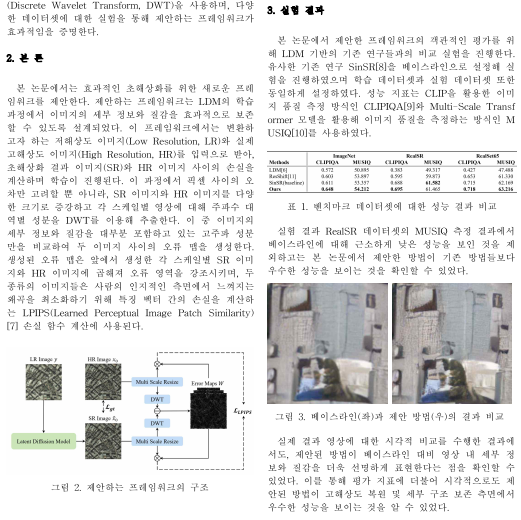 (Discrete Wavelet Transform, DWT)을 사용하며, 다양
한 데이터셋에 대한 실험을 통해 제안하는 프레임워크가
효과적임을 증명한다.
2. 본 론
본 논문에서는 효과적인 초해상화를 위한 새로운 프레
임워크를 제안한다. 제안하는 프레임워크는 LDM의 학습
과정에서 이미지의 세부 정보와 질감을 효과적으로 보존
할 수 있도록 설계되었다. 이 프레임워크에서는 변환하
고자 하는 저해상도 이미지(Low Resolution, LR)와 실제
고해상도 이미지(High Resolution, HR)를 입력으로 받아,
초해상화 결과 이미지(SR)와 HR 이미지 사이의 손실을
계산하며 학습이 진행된다. 이 과정에서 픽셀 사이의 오
차만 고려할 뿐 아니라, SR 이미지와 HR 이미지를 다양
한 크기로 증강하고 각 스케일별 영상에 대해 주파수 대
역별 성분을 DWT를 이용해 추출한다. 이 중 이미지의
세부 정보와 질감을 대부분 포함하고 있는 고주파 성분
만을 비교하여 두 이미지 사이의 오류 맵을 생성한다.
생성된 오류 맵은 앞에서 생성한 각 스케일별 SR 이미
지와 HR 이미지에 곱해져 오류 영역을 강조시키며, 두
종류의 이미지들은 사람의 인지적인 측면에서 느껴지는
왜곡을 최소화하기 위해 특징 벡터 간의 손실을 계산하
는 LPIPS(Learned Perceptual Image Patch Similarity)
[7] 손실 함수 계산에 사용된다.
LR Image y
HR Image x₀
Multi Scale Resize
Error Maps W
DWT
DWT
SR Image x̂₀
Latent Diffusion Model
Multi Scale Resize
L_LPIPS
그림 2. 제안하는 프레임워크의 구조
3. 실험 결과
본 논문에서 제안한 프레임워크의 객관적인 평가를 위
해 LDM 기반의 기존 연구들과의 비교 실험을 진행한다.
유사한 기존 연구 SinSR[8]을 베이스라인으로 설정해 실
험을 진행하였으며 학습 데이터셋과 실험 데이터셋 또한
동일하게 설정하였다. 성능 지표는 CLIP을 활용한 이미
지 품질 측정 방식인 CLIPIQA[9]와 Multi-Scale Transf
ormer 모델을 활용해 이미지 품질을 측정하는 방식인 M
USIQ[10]를 사용하였다.
Methods ImageNet RealSR RealSet65
CLIPIQA MUSIQ CLIPIQA MUSIQ CLIPIQA MUSIQ
LDM[6] 0.572 50.895 0.383 49.317 0.427 47.488
ResShift[11] 0.603 53.897 0.595 59.873 0.653 61.330
SinSR(baseline) 0.611 53.357 0.688 61.582 0.715 62.169
Ours 0.648 54.212 0.695 61.465 0.718 63.216
표 1. 벤치마크 데이터셋에 대한 성능 결과 비교
실험 결과 RealSR 데이터셋의 MUSIQ 측정 결과에서
베이스라인에 대해 근소하게 낮은 성능을 보인 것을 제
외하고는 본 논문에서 제안한 방법이 기존 방법들보다
우수한 성능을 보이는 것을 확인할 수 있었다.
그림 3. 베이스라인(좌)과 제안 방법(우)의 결과 비교
실제 결과 영상에 대한 시각적 비교를 수행한 결과에
서도, 제안된 방법이 베이스라인 대비 영상 내 세부 정
보와 질감을 더욱 선명하게 표현한다는 점을 확인할 수
있었다. 이를 통해 평가 지표에 더불어 시각적으로도 제
안된 방법이 고해상도 복원 및 세부 구조 보존 측면에서
우수한 성능을 보이는 것을 알 수 있었다.